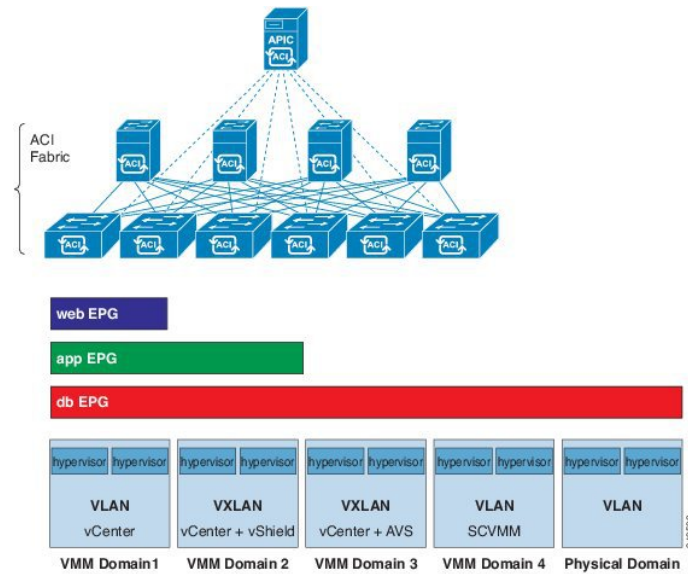 APIC
ACI
ACI
Fabric
ACI ACI ACI ACI
ACI ACI ACI ACI ACI ACI
web EPG
app EPG
db EPG
hypervisor hypervisor hypervisor hypervisor hypervisor hypervisor hypervisor hypervisor hypervisor hypervisor
VLAN VXLAN VXLAN VLAN VLAN
vCenter vCenter + vShield vCenter + AVS SCVMM
VMM Domain1 VMM Domain 2 VMM Domain 3 VMM Domain 4 Physical Domain